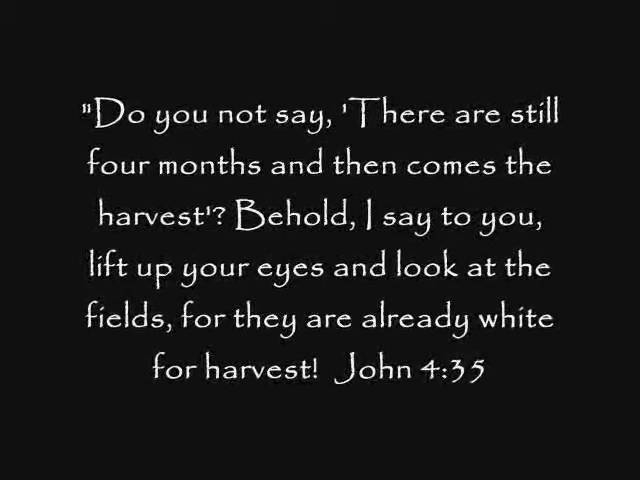 "Do you not say, 'There are still
four months and then comes the
harvest'? Behold, I say to you,
lift up your eyes and look at the
fields, for they are already white
for harvest!  John 4:35